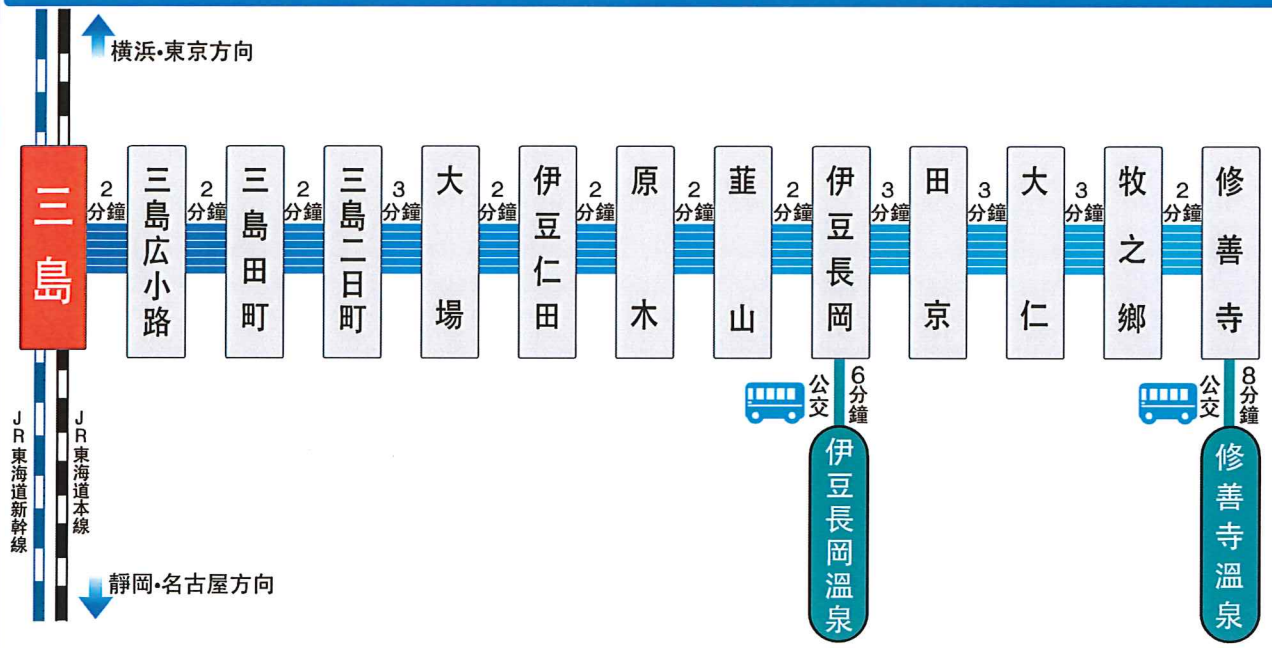 横浜・東京方向
三島
2分鐘
三島広小路
2分鐘
三島田町
2分鐘
三島二日町
3分鐘
大場
2分鐘
伊豆仁田
2分鐘
原木
2分鐘
韮山
2分鐘
伊豆長岡
3分鐘
田京
3分鐘
大仁
3分鐘
牧之郷
2分鐘
修善寺
公交
6分鐘
伊豆長岡溫泉
公交
8分鐘
修善寺溫泉
JR東海道新幹線
JR東海道本線
靜岡・名古屋方向